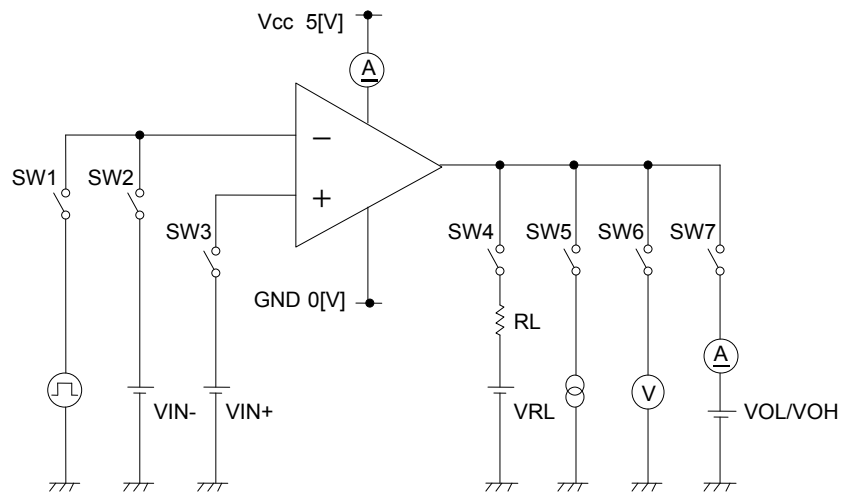 Vcc 5[V]
A
−
+
SW1
SW2
SW3
SW4
SW5
SW6
SW7
GND 0[V]
RL
A
VIN-
VIN+
VRL
V
VOL/VOH